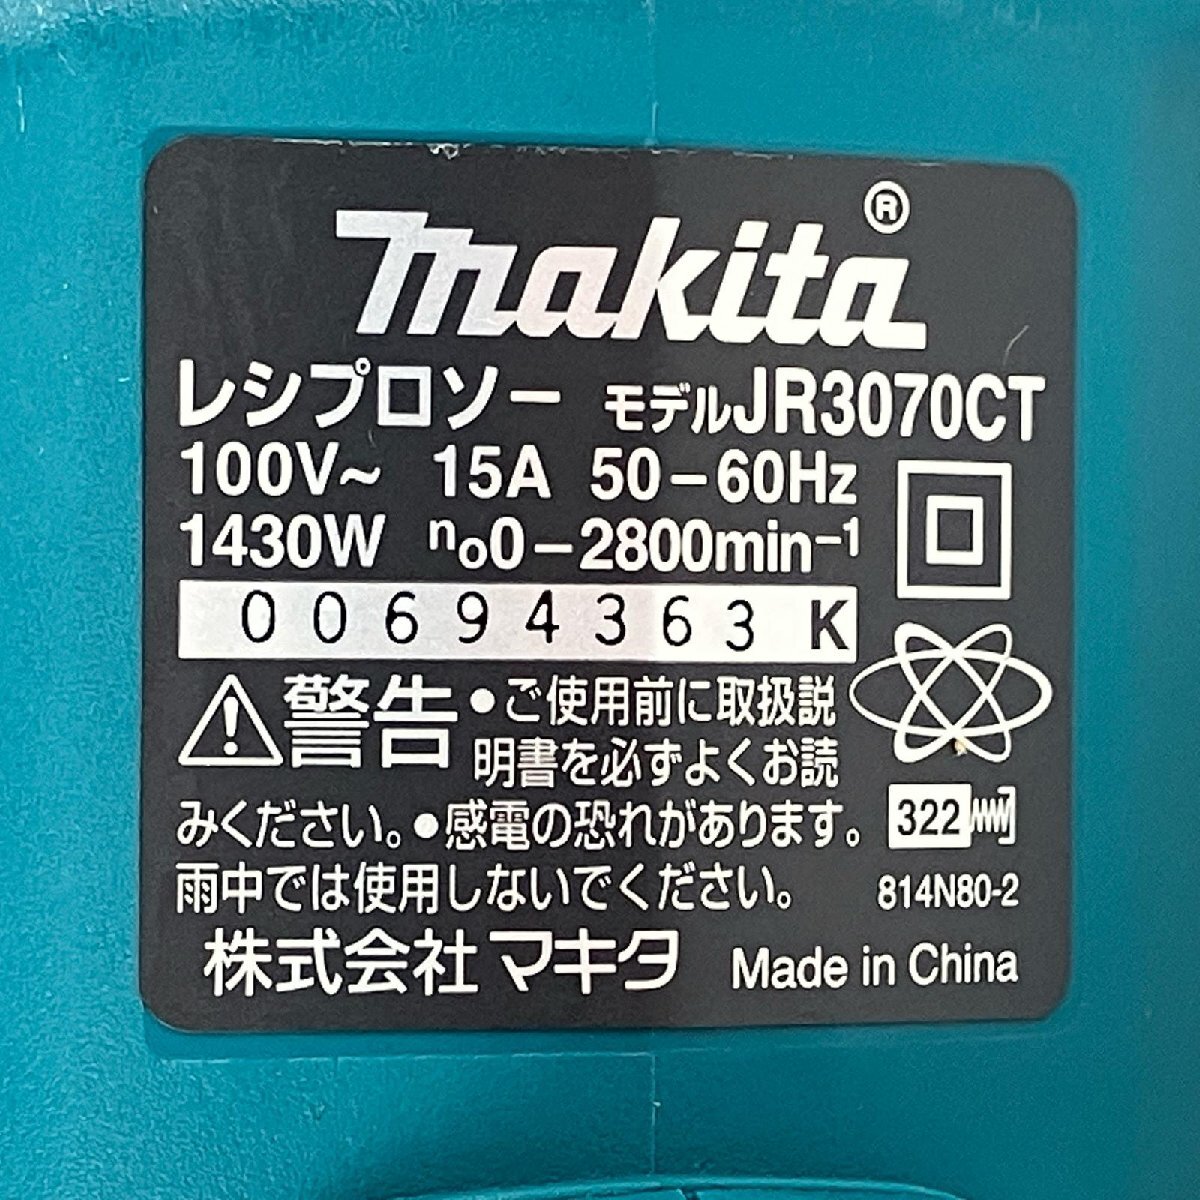 makita®
レシプロソー モデルJR3070CT
100V~ 15A 50-60Hz
1430W no0-2800min-1
00694363 K
警告 ●ご使用前に取扱説
明書を必ずよくお読
みください。●感電の恐れがあります。
雨中では使用しないでください。
322
814N80-2
株式会社マキタ Made in China